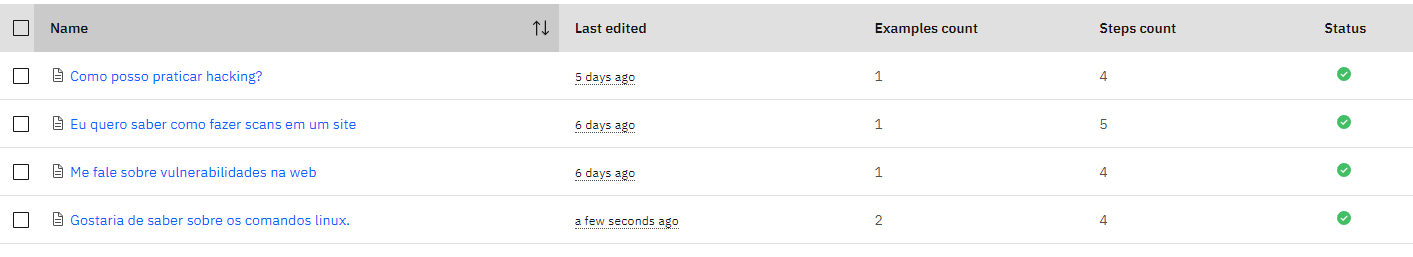 Name Last edited Examples count Steps count Status
Como posso praticar hacking? 5 days ago 1 4
Eu quero saber como fazer scans em um site 6 days ago 1 5
Me fale sobre vulnerabilidades na web 6 days ago 1 4
Gostaria de saber sobre os comandos linux. a few seconds ago 2 4